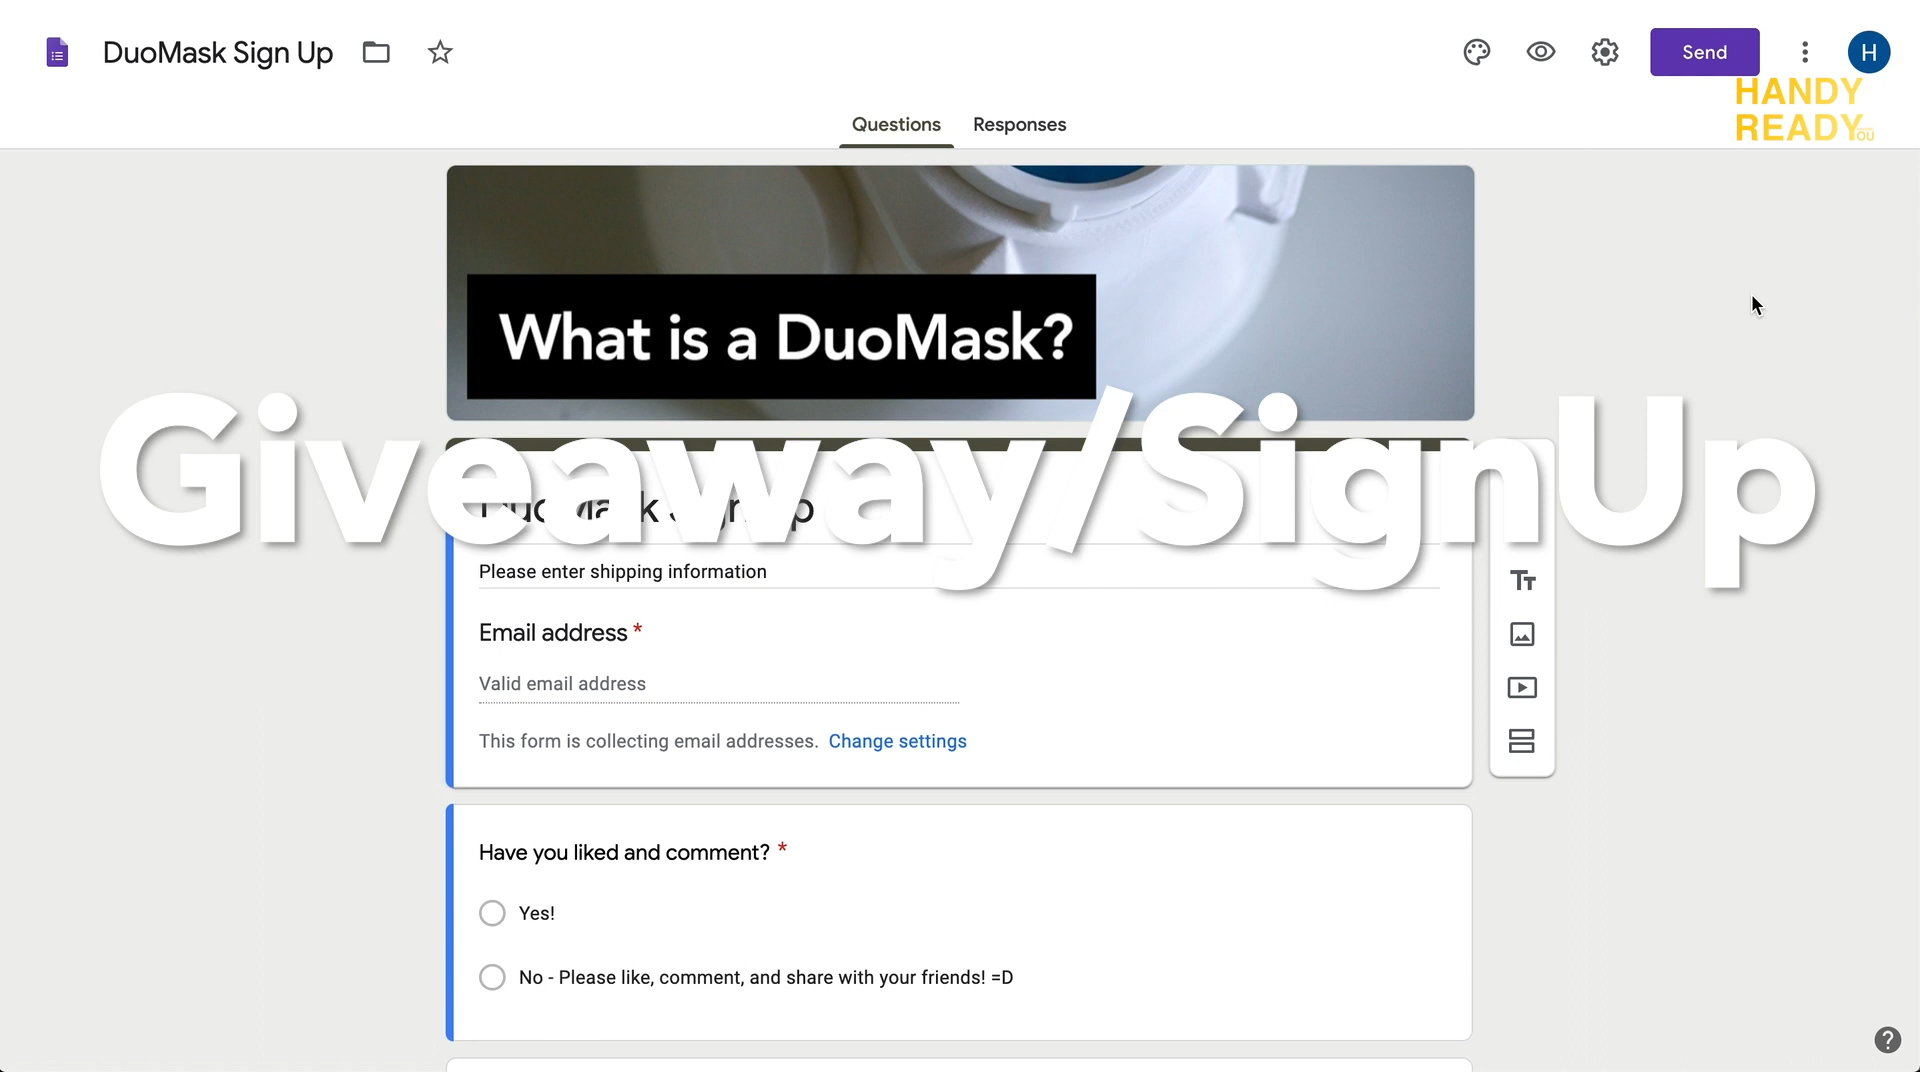 DuoMask Sign Up
Send
H
HANDY
READY
OU
Questions
Responses
What is a DuoMask?
Giveaway/SignUp
Please enter shipping information
Email address *
Valid email address
This form is collecting email addresses. Change settings
Have you liked and comment? *
Yes!
No - Please like, comment, and share with your friends! =D